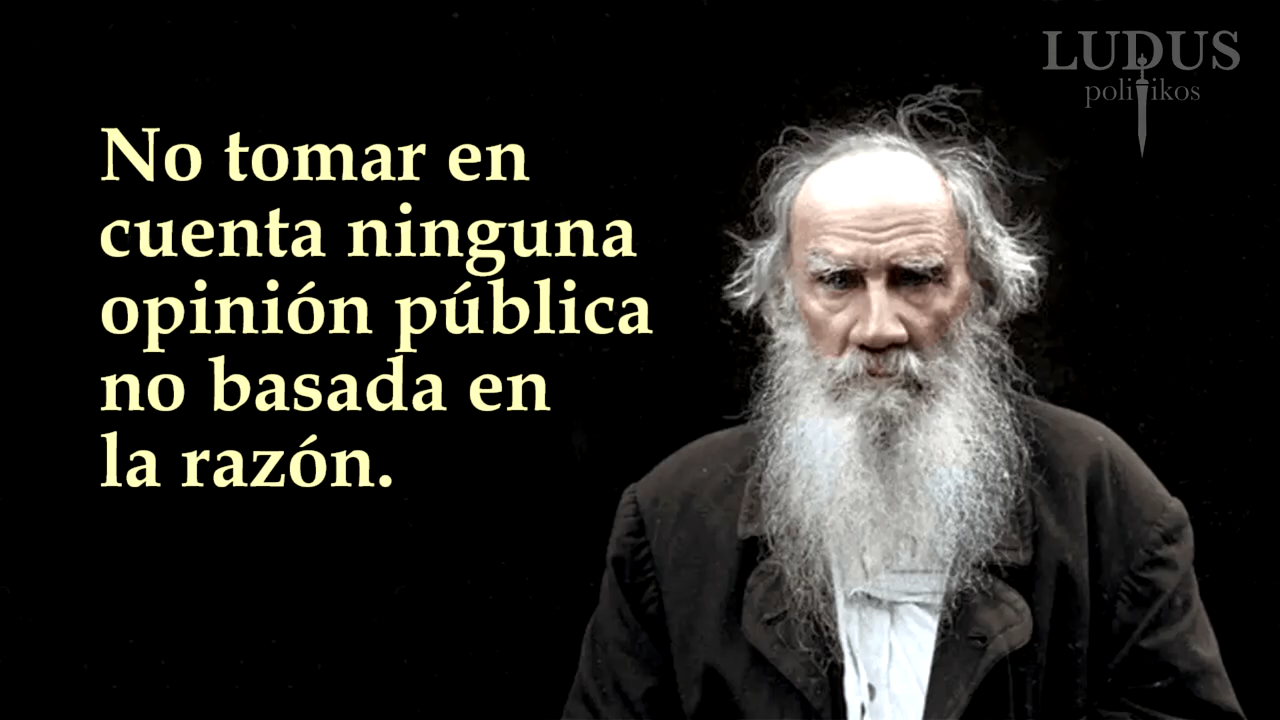 LUDUS
politikos
No tomar en
cuenta ninguna
opinión pública
no basada en
la razón.